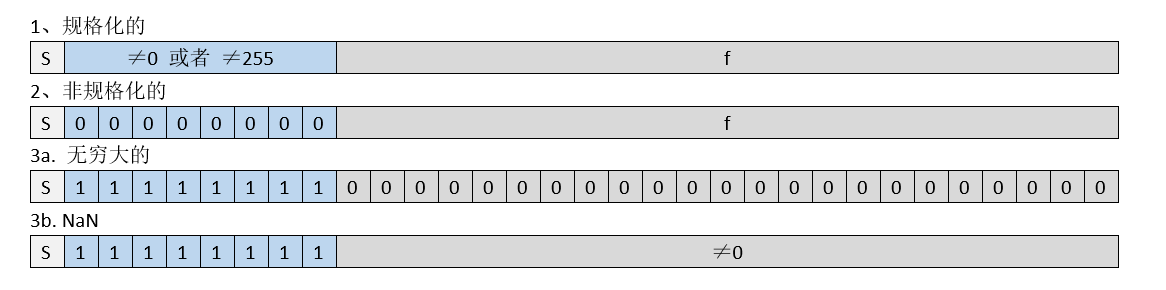 1、规格化的
S ≠0 或者 ≠255 f
2、非规格化的
S 0 0 0 0 0 0 0 0 f
3a. 无穷大的
S 1 1 1 1 1 1 1 1 0 0 0 0 0 0 0 0 0 0 0 0 0 0 0 0 0 0 0 0 0 0 0
3b. NaN
S 1 1 1 1 1 1 1 1 ≠0